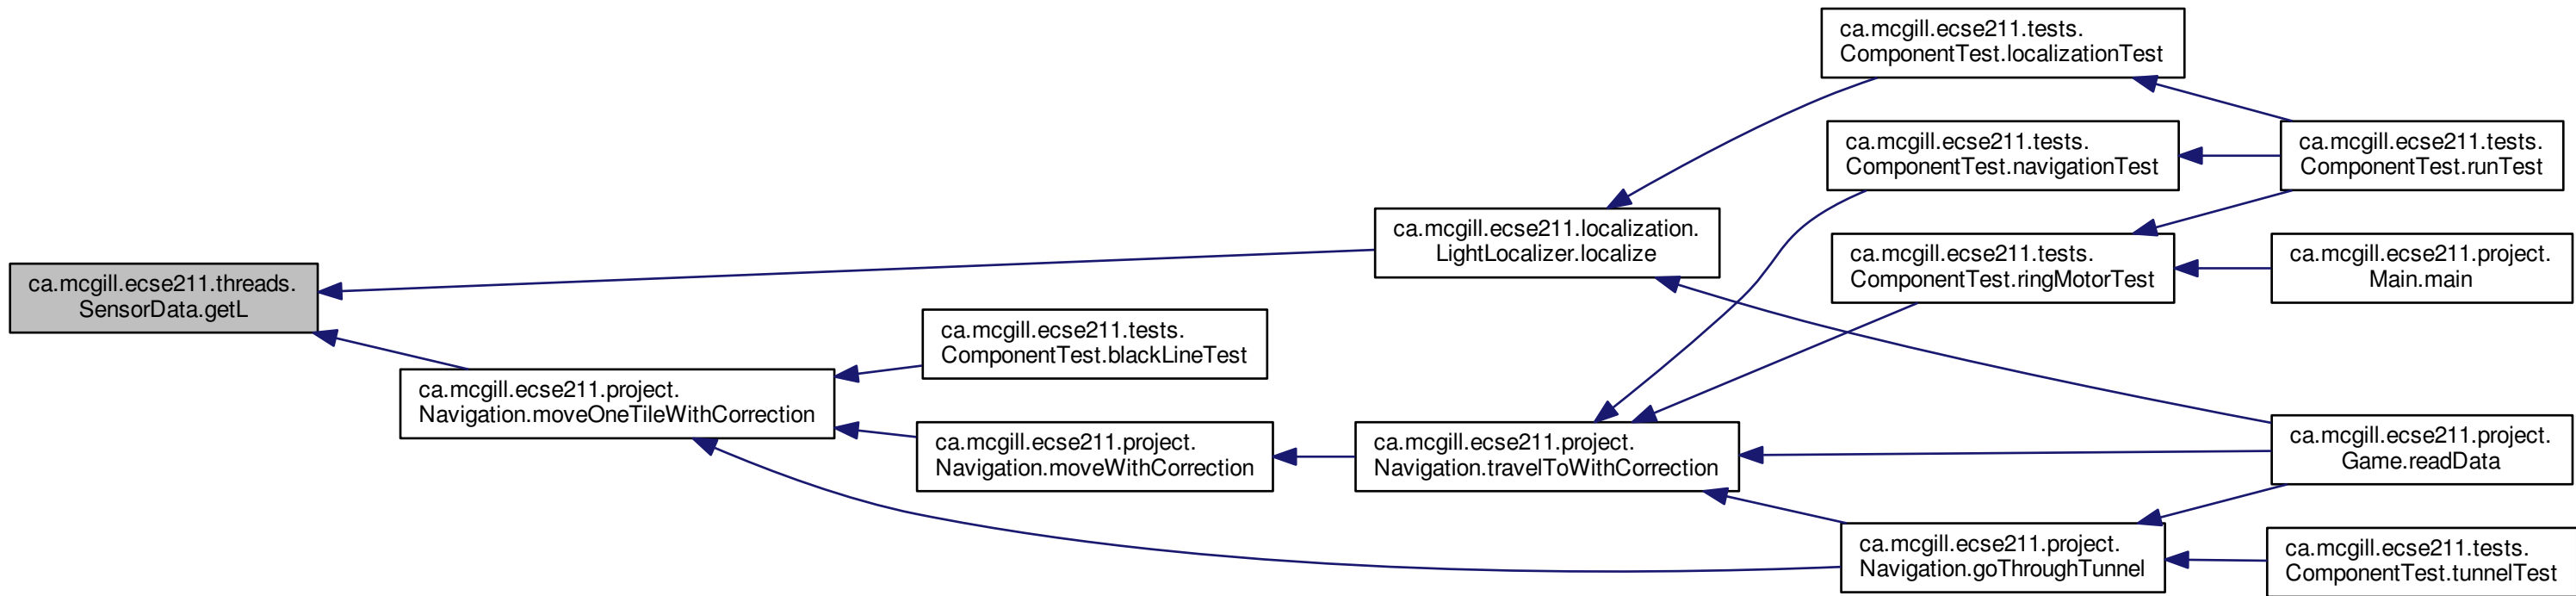 ca.mcgill.ecse211.threads.
SensorData.getL
ca.mcgill.ecse211.project.
Navigation.moveOneTileWithCorrection
ca.mcgill.ecse211.tests.
ComponentTest.blackLineTest
ca.mcgill.ecse211.project.
Navigation.moveWithCorrection
ca.mcgill.ecse211.localization.
LightLocalizer.localize
ca.mcgill.ecse211.project.
Navigation.travelToWithCorrection
ca.mcgill.ecse211.tests.
ComponentTest.localizationTest
ca.mcgill.ecse211.tests.
ComponentTest.navigationTest
ca.mcgill.ecse211.tests.
ComponentTest.ringMotorTest
ca.mcgill.ecse211.project.
Navigation.goThroughTunnel
ca.mcgill.ecse211.tests.
ComponentTest.runTest
ca.mcgill.ecse211.project.
Main.main
ca.mcgill.ecse211.project.
Game.readData
ca.mcgill.ecse211.tests.
ComponentTest.tunnelTest